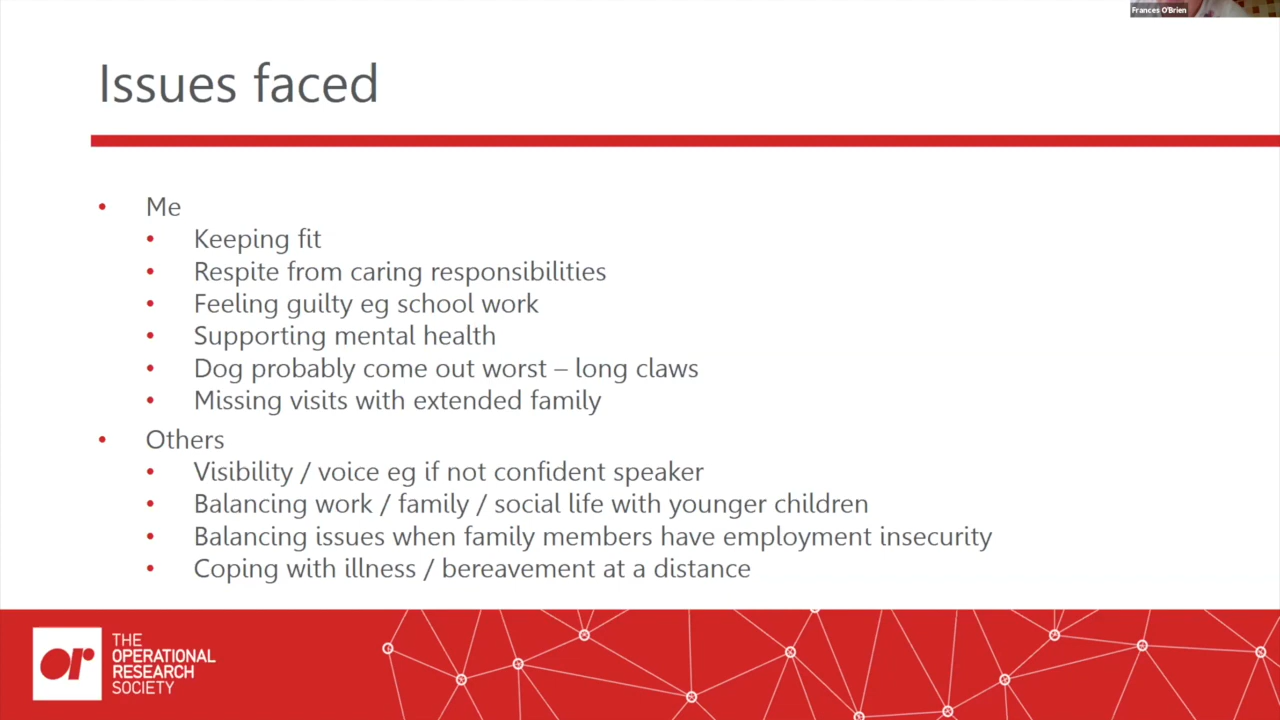 Frances O'Brien
Issues faced
• Me
• Keeping fit
• Respite from caring responsibilities
• Feeling guilty eg school work
• Supporting mental health
• Dog probably come out worst – long claws
• Missing visits with extended family
• Others
• Visibility / voice eg if not confident speaker
• Balancing work / family / social life with younger children
• Balancing issues when family members have employment insecurity
• Coping with illness / bereavement at a distance
or
THE
OPERATIONAL
RESEARCH
SOCIETY